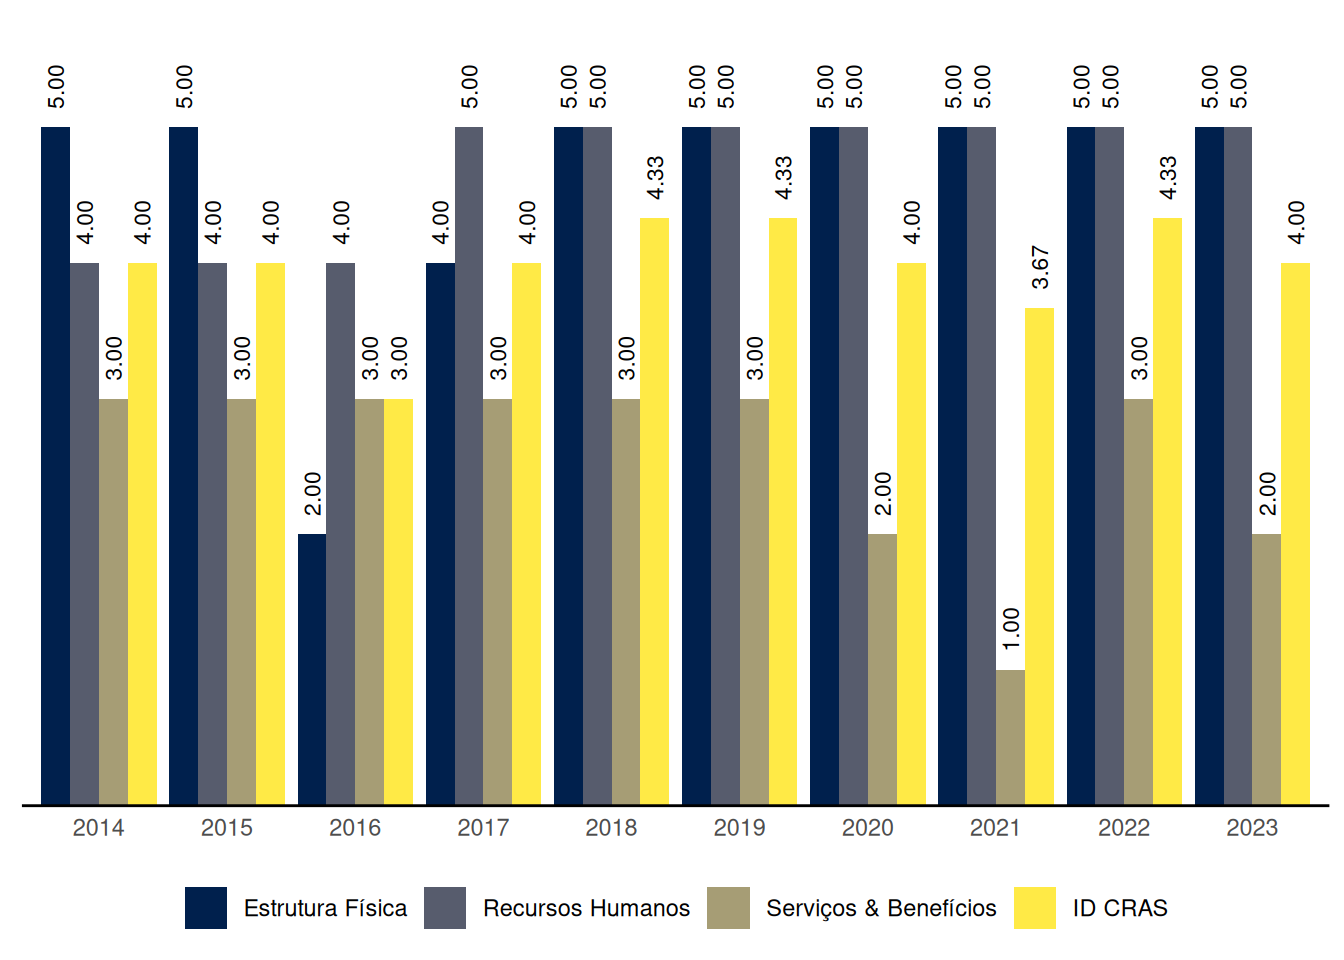 5.00 4.00 3.00 4.00 5.00 4.00 3.00 4.00 2.00 4.00 3.00 3.00 4.00 5.00 3.00 4.00 5.00 5.00 3.00 4.33 5.00 5.00 3.00 4.33 5.00 5.00 2.00 4.00 5.00 5.00 1.00 3.67 5.00 5.00 3.00 4.33 5.00 5.00 2.00 4.00
2014 2015 2016 2017 2018 2019 2020 2021 2022 2023
Estrutura Física Recursos Humanos Serviços & Benefícios ID CRAS